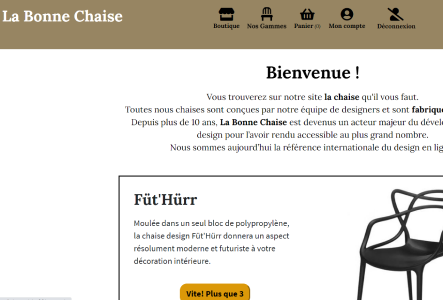 La Bonne Chaise
Boutique Nos Gammes Panier (0) Mon compte Déconnexion
Bienvenue !
Vous trouverez sur notre site la chaise qu'il vous faut.
Toutes nos chaises sont conçues par notre équipe de designers et sont
Depuis plus de 10 ans, La Bonne Chaise est devenus un acteur majeur du
design pour l'avoir rendu accessible au plus grand nombre.
Nous sommes aujourd'hui la référence internationale du design en
Füt'Hürr
Moulée dans un seul bloc de polypropylène,
la chaise design Füt'Hürr donnera un aspect
résolument moderne et futuriste à votre
décoration intérieure.
Vite! Plus que 3